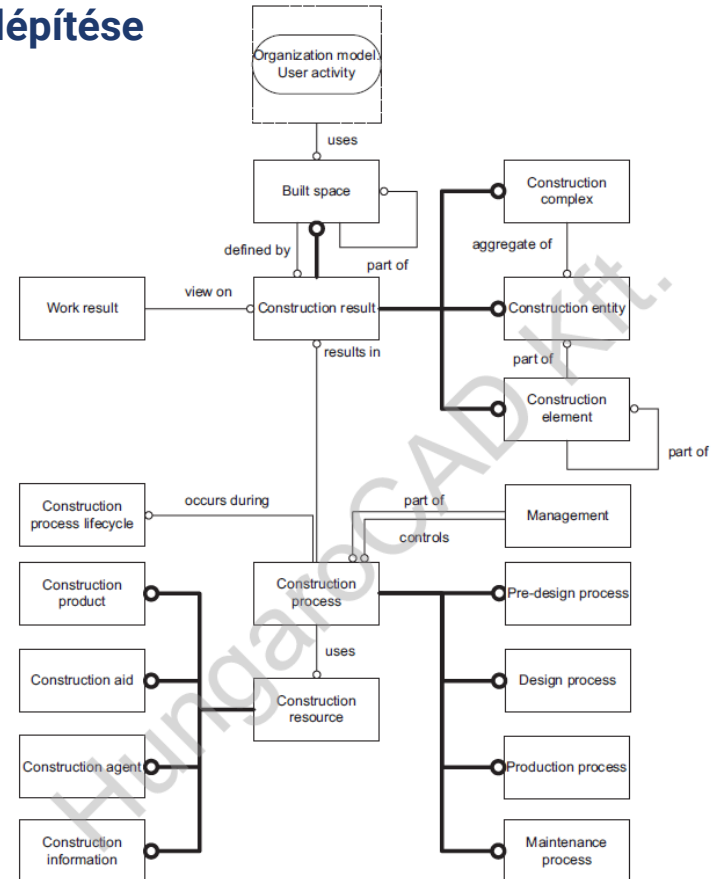 lépítése
Organization model.
User activity
uses
Built space
Construction
complex
defined by
part of
aggregate of
Work result
view on
Construction result
Construction entity
results in
part of
Construction
element
part of
Construction
process lifecycle
occurs during
part of
controls
Management
Construction
product
Construction
process
Pre-design process
uses
Construction aid
Construction
resource
Design process
Construction agent
Production process
Construction
information
Maintenance
process
HungaroCAD Kft.